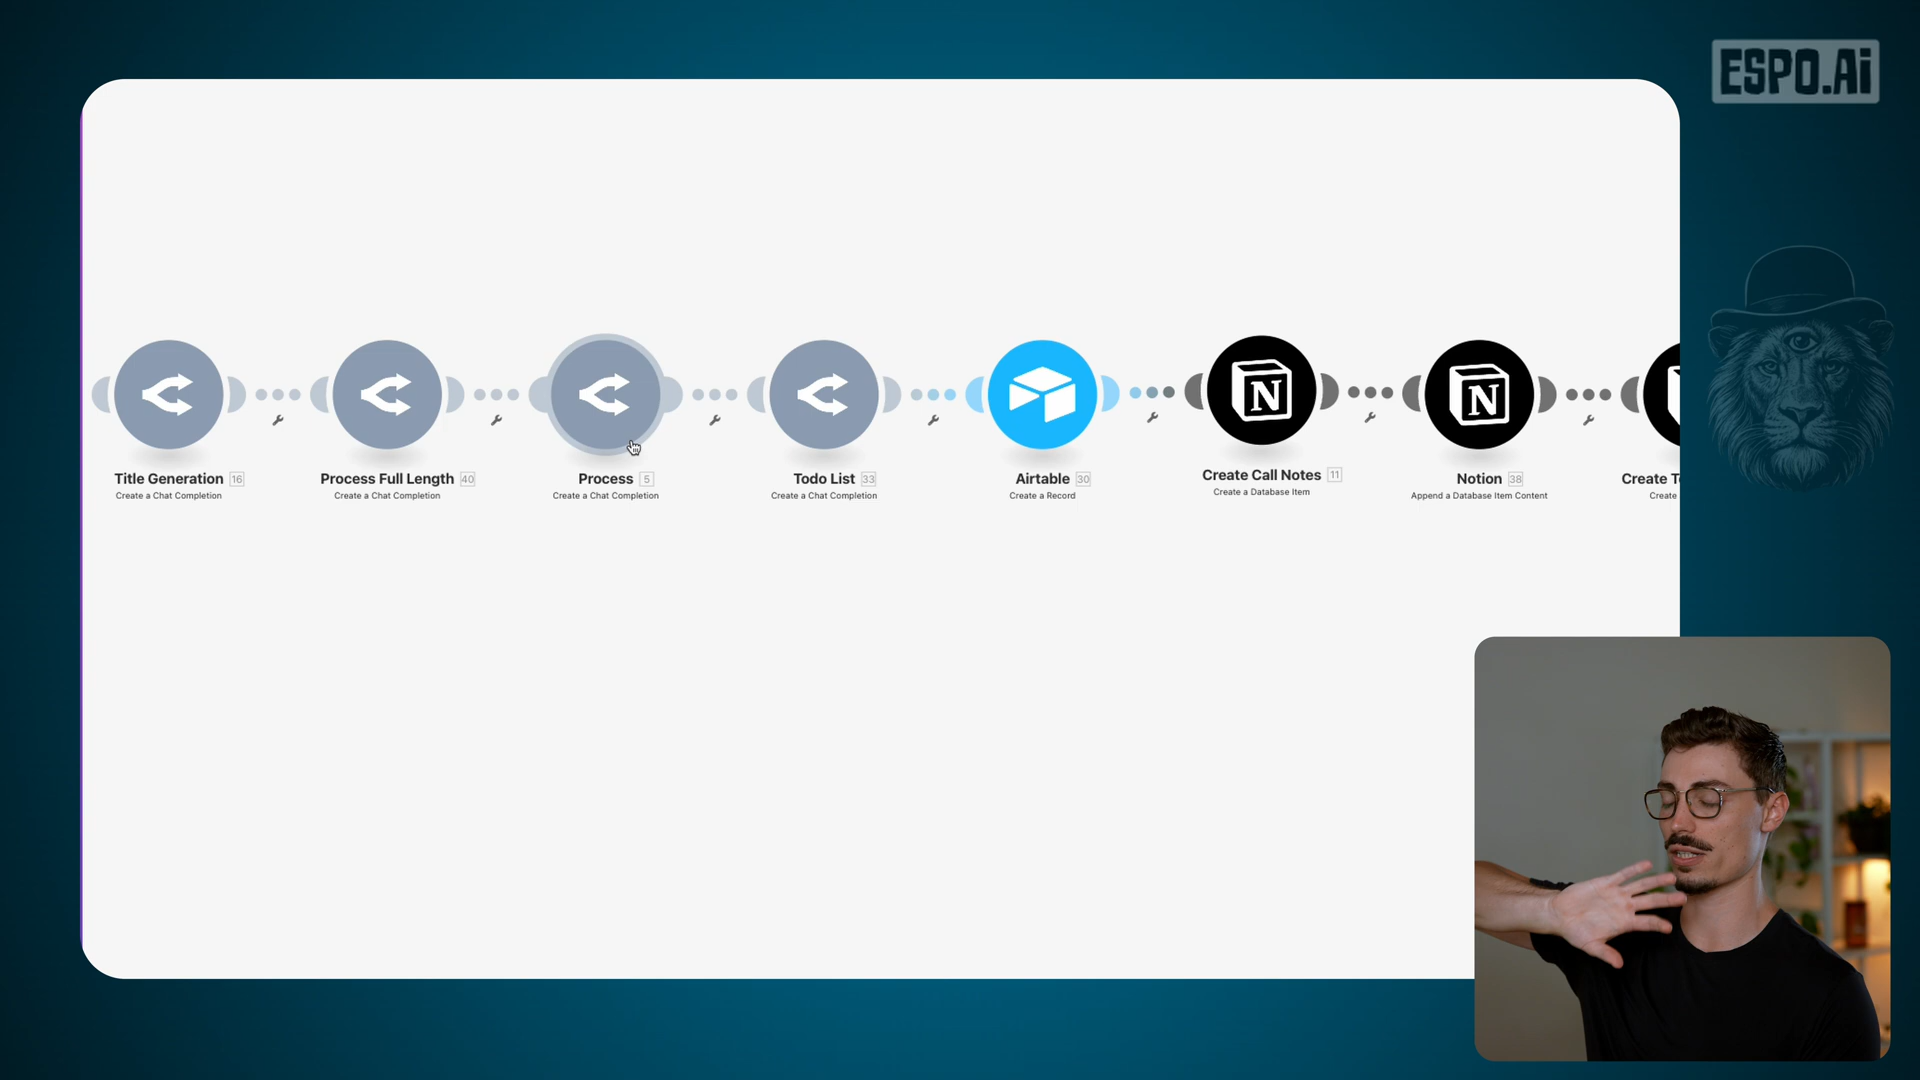 ESPO.Ai
Title Generation 16
Create a Chat Completion
Process Full Length 40
Create a Chat Completion
Process 5
Create a Chat Completion
Todo List 33
Create a Chat Completion
Airtable 30
Create a Record
Create Call Notes 11
Create a Database Item
Notion 38
Append a Database Item Content
Create
Create